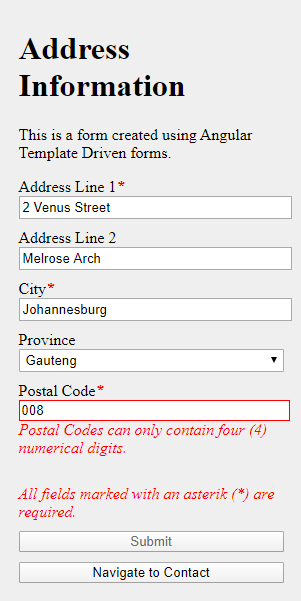 Address
Information
This is a form created using Angular
Template Driven forms.
Address Line 1*
2 Venus Street
Address Line 2
Melrose Arch
City*
Johannesburg
Province
Gauteng
Postal Code*
008
Postal Codes can only contain four (4)
numerical digits.
All fields marked with an asterik (*) are
required.
Submit
Navigate to Contact